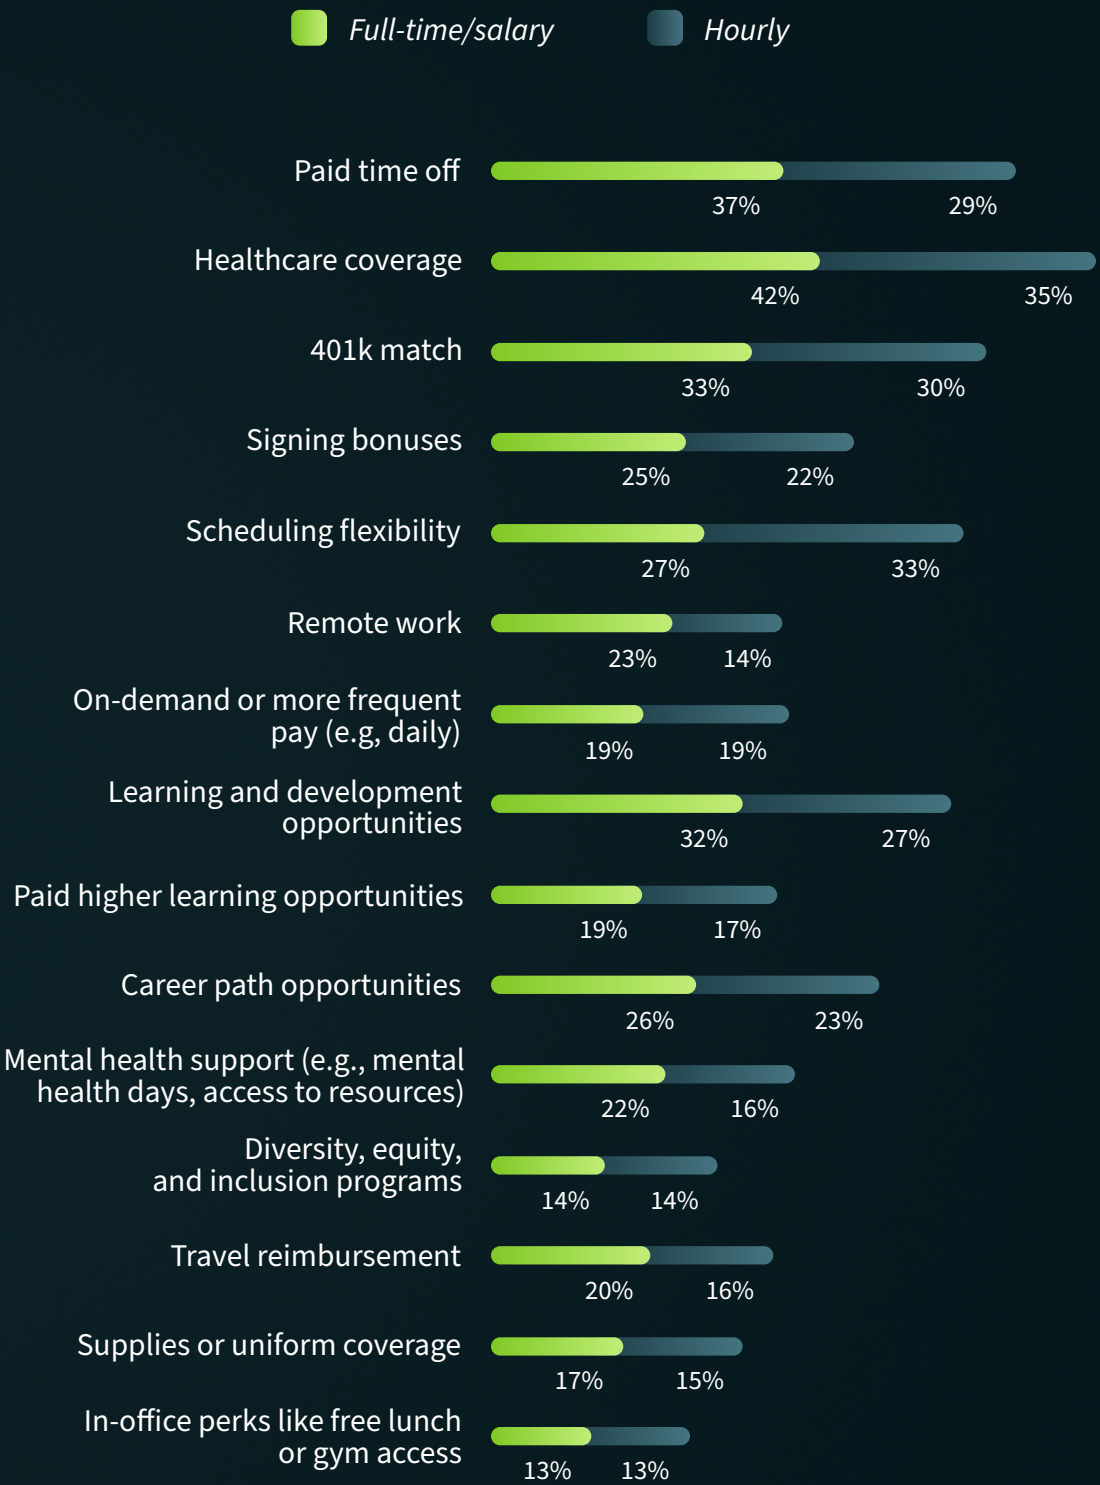 Full-time/salary Hourly
Paid time off
37% 29%
Healthcare coverage
42% 35%
401k match
33% 30%
Signing bonuses
25% 22%
Scheduling flexibility
27% 33%
Remote work
23% 14%
On-demand or more frequent
pay (e.g, daily)
19% 19%
Learning and development
opportunities
32% 27%
Paid higher learning opportunities
19% 17%
Career path opportunities
26% 23%
Mental health support (e.g., mental
health days, access to resources)
22% 16%
Diversity, equity,
and inclusion programs
14% 14%
Travel reimbursement
20% 16%
Supplies or uniform coverage
17% 15%
In-office perks like free lunch
or gym access
13% 13%